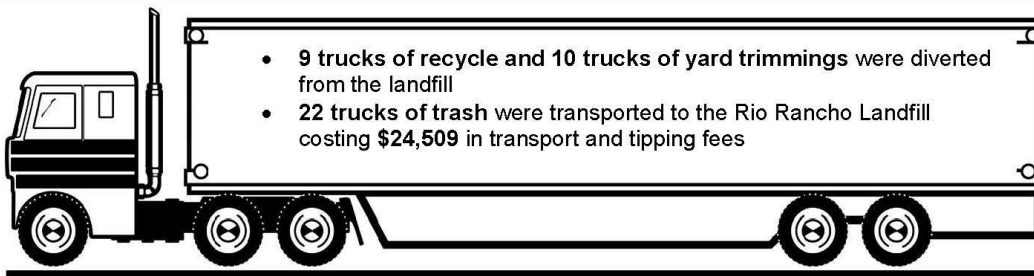 • 9 trucks of recycle and 10 trucks of yard trimmings were diverted
from the landfill
• 22 trucks of trash were transported to the Rio Rancho Landfill
costing $24,509 in transport and tipping fees